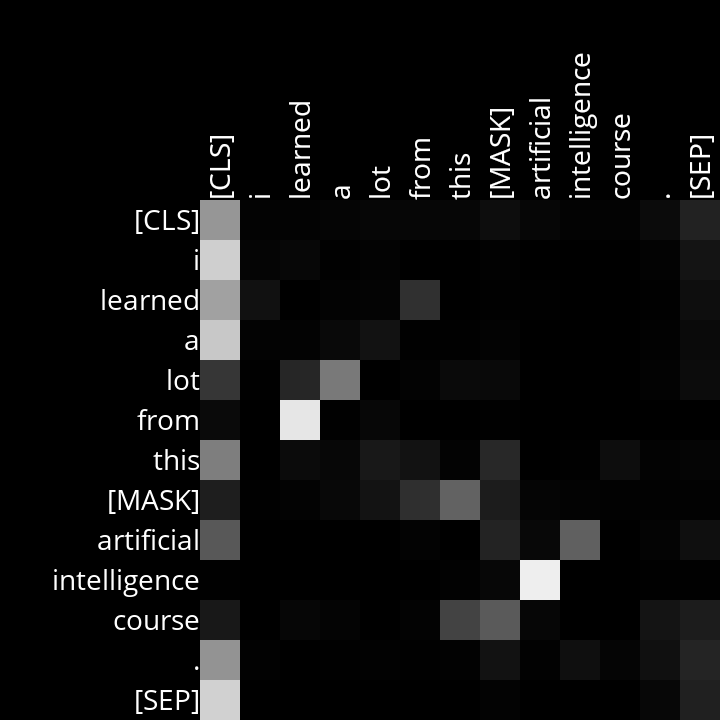 [CLS] i learned a lot from this [MASK] artificial intelligence course . [SEP]
[CLS]
i
learned
a
lot
from
this
[MASK]
artificial
intelligence
course
.
[SEP]